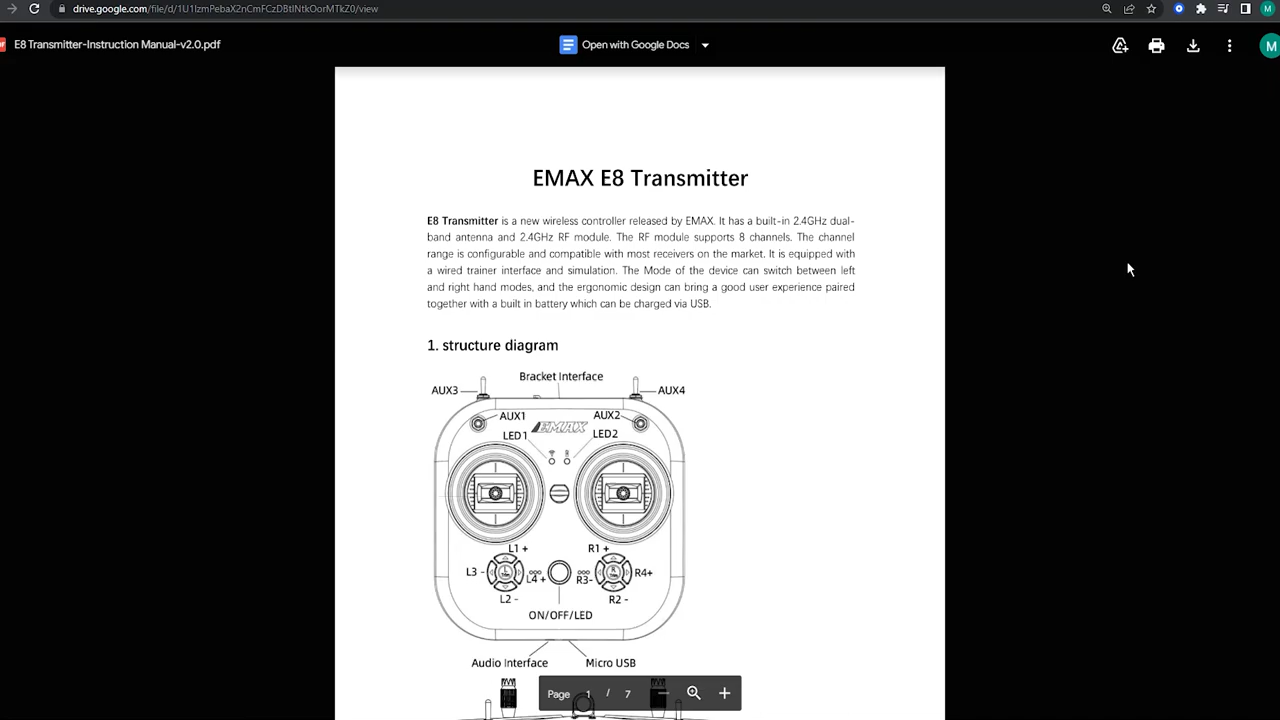 drive.google.com/file/d/1U1lzmPebaX2nCmFCzDBtlNtkOorMTkZ0/view
M
E8 Transmitter-Instruction Manual-v2.0.pdf
Open with Google Docs
M
EMAX E8 Transmitter
E8 Transmitter is a new wireless controller released by EMAX. It has a built-in 2.4GHz dual-
band antenna and 2.4GHz RF module. The RF module supports 8 channels. The channel
range is configurable and compatible with most receivers on the market. It is equipped with
a wired trainer interface and simulation. The Mode of the device can switch between left
and right hand modes, and the ergonomic design can bring a good user experience paired
together with a built in battery which can be charged via USB.
1. structure diagram
Bracket Interface
AUX3
AUX4
AUX1
EMAX
AUX2
LED1
LED2
L1 +
R1 +
L3 -
L4 +
R3-
R4+
L2 -
R2 -
ON/OFF/LED
Audio Interface
Micro USB
Page 1 / 7